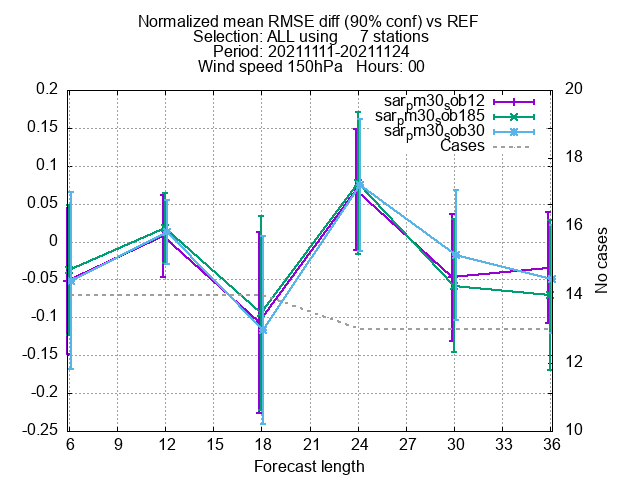 Normalized mean RMSE diff (90% conf) vs REF
Selection: ALL using     7 stations
Period: 20211111-20211124
Wind speed 150hPa   Hours: 00
sar_pm30_sob12
sar_pm30_sob185
sar_pm30_sob30
Cases
0.2
0.15
0.1
0.05
0
-0.05
-0.1
-0.15
-0.2
-0.25
20
18
16
14
12
10
No cases
6 9 12 15 18 21 24 27 30 33 36
Forecast length